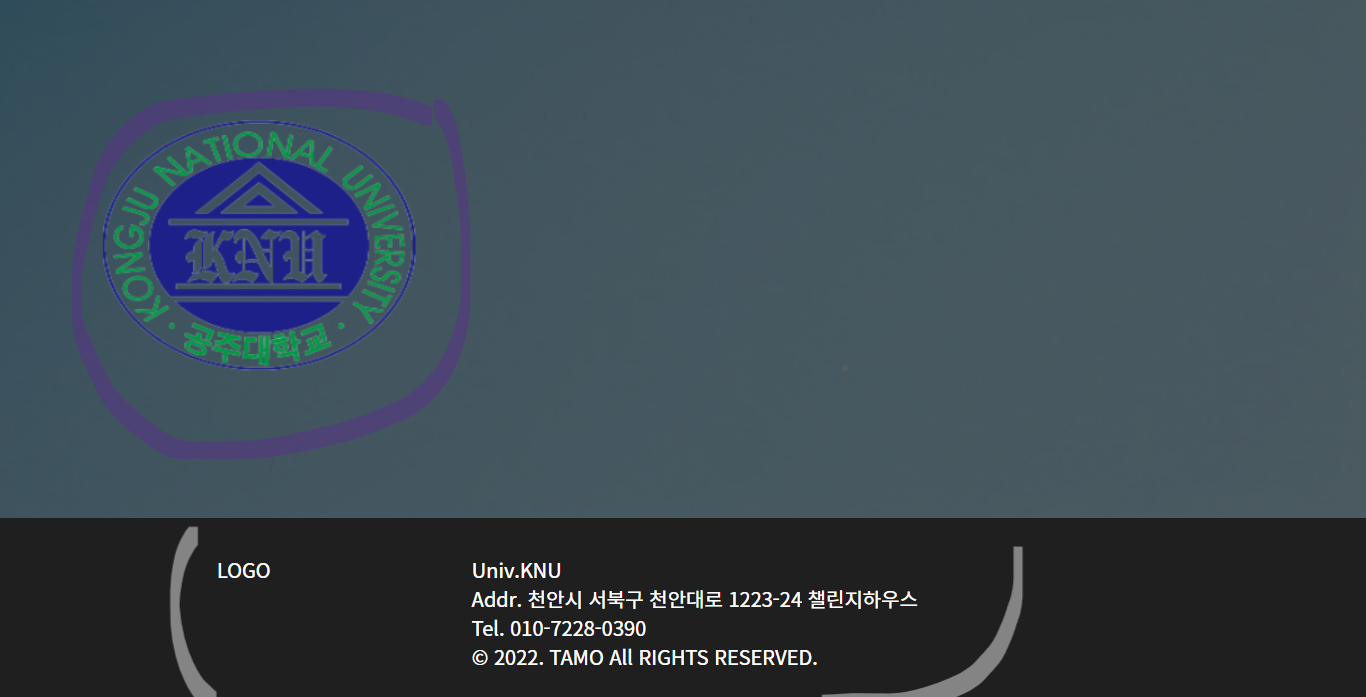 KONGJU NATIONAL UNIVERSITY
KNU
· 공주대학교 ·
LOGO
Univ.KNU
Addr. 천안시 서북구 천안대로 1223-24 챌린지하우스
Tel. 010-7228-0390
© 2022. TAMO All RIGHTS RESERVED.